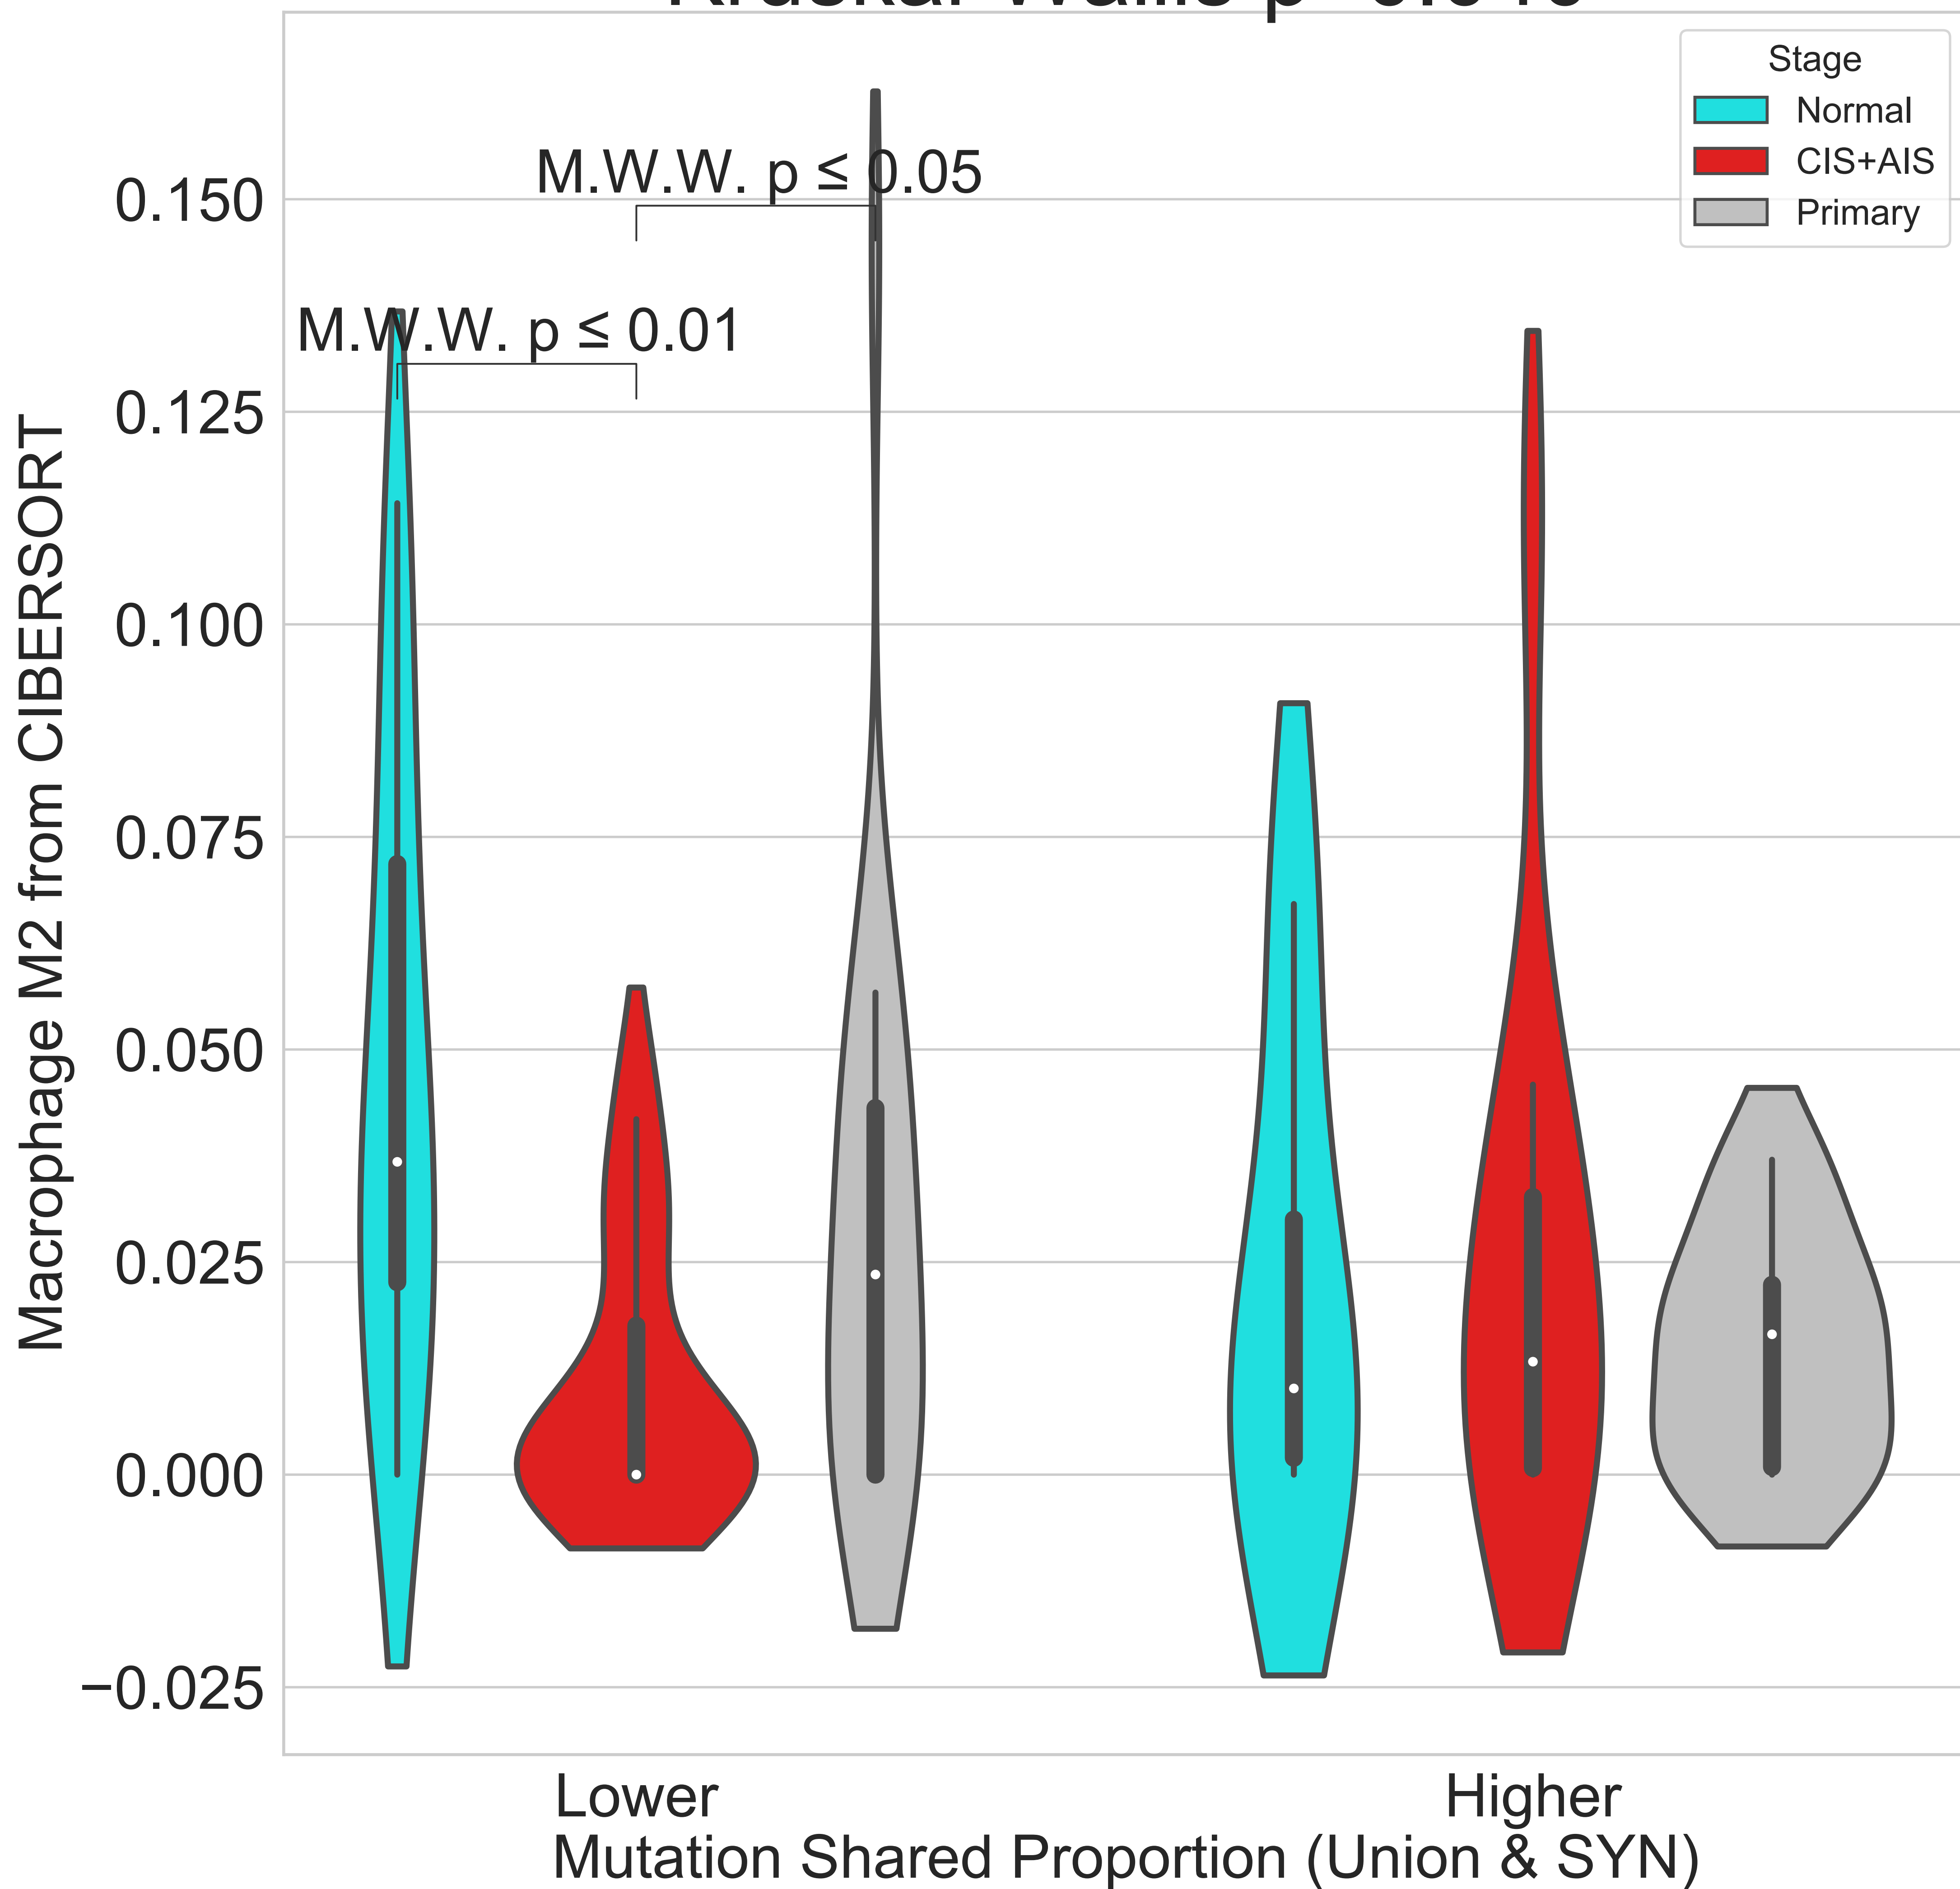 Stage
Normal
CIS+AIS
Primary
M.W.W. p ≤ 0.05
M.W.W. p ≤ 0.01
0.150
0.125
0.100
0.075
0.050
0.025
0.000
−0.025
Macrophage M2 from CIBERSORT
Lower
Higher
Mutation Shared Proportion (Union & SYN)